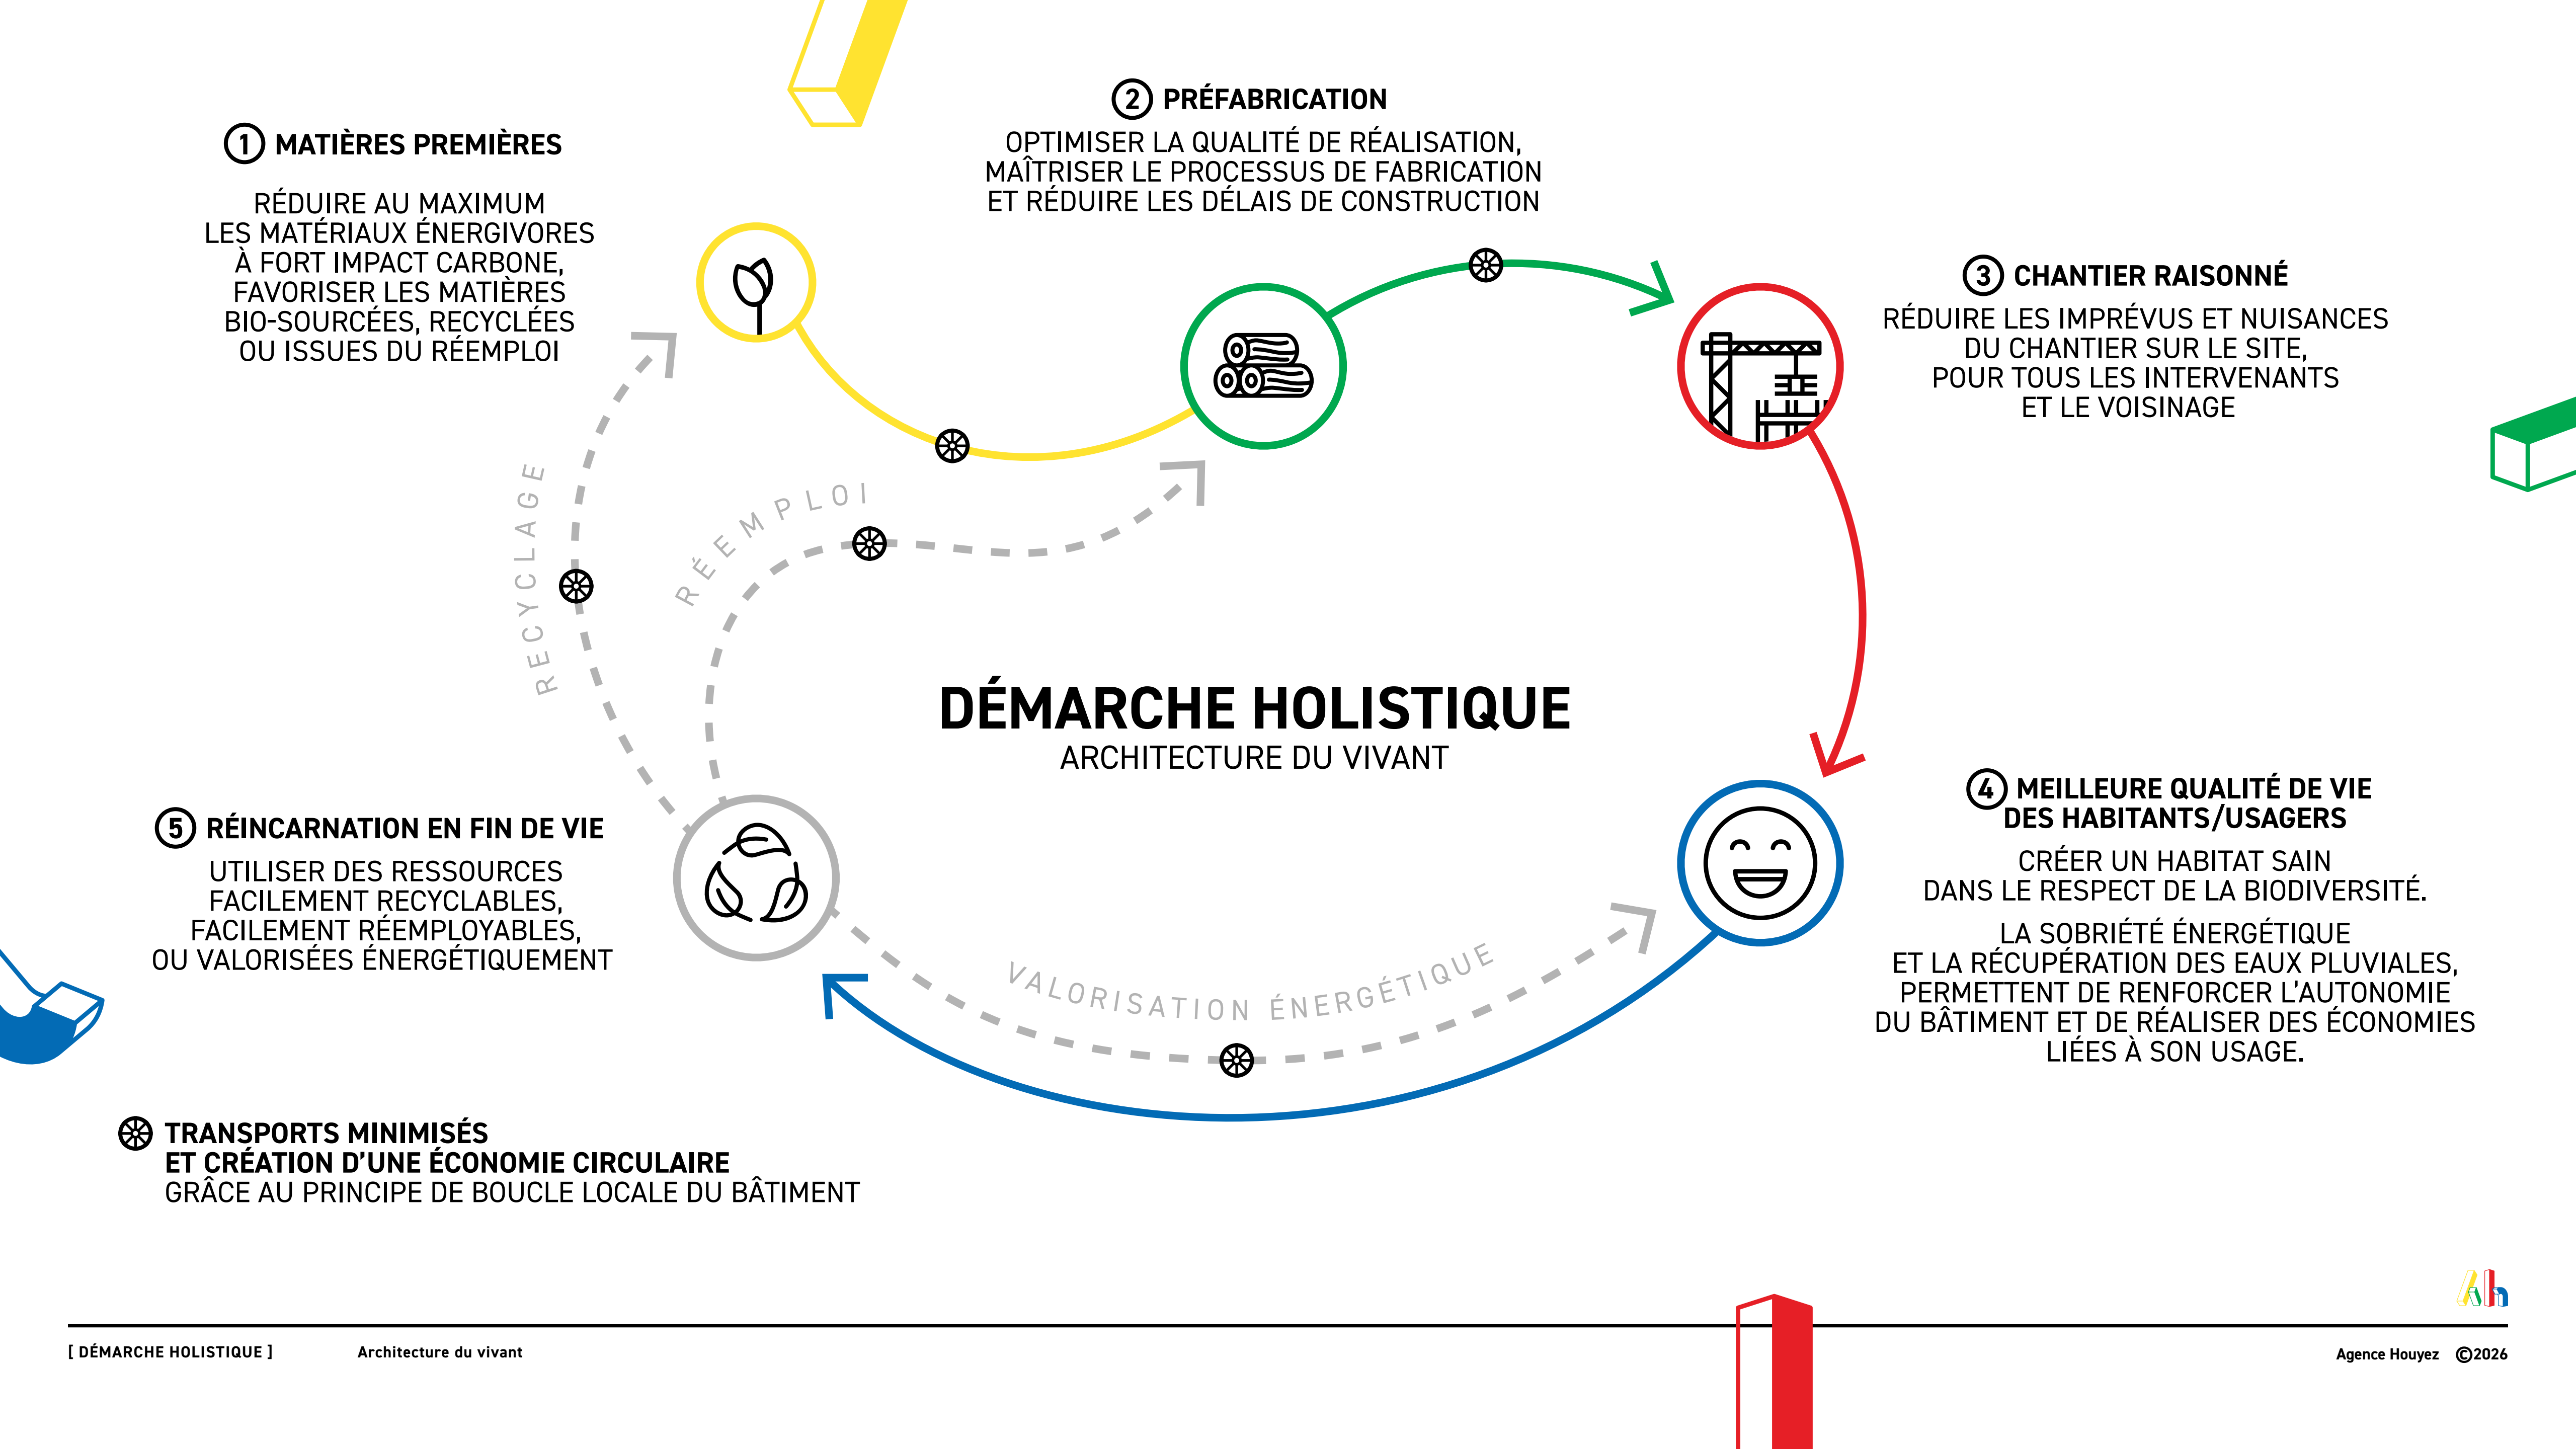 1 MATIÈRES PREMIÈRES
RÉDUIRE AU MAXIMUM
LES MATÉRIAUX ÉNERGIVORES
À FORT IMPACT CARBONE,
FAVORISER LES MATIÈRES
BIO-SOURCÉES, RECYCLÉES
OU ISSUES DU RÉEMPLOI
2 PRÉFABRICATION
OPTIMISER LA QUALITÉ DE RÉALISATION,
MAÎTRISER LE PROCESSUS DE FABRICATION
ET RÉDUIRE LES DÉLAIS DE CONSTRUCTION
3 CHANTIER RAISONNÉ
RÉDUIRE LES IMPRÉVUS ET NUISANCES
DU CHANTIER SUR LE SITE,
POUR TOUS LES INTERVENANTS
ET LE VOISINAGE
RECYCLAGE
RÉEMPLOI
DÉMARCHE HOLISTIQUE
ARCHITECTURE DU VIVANT
4 MEILLEURE QUALITÉ DE VIE
DES HABITANTS/USAGERS
CRÉER UN HABITAT SAIN
DANS LE RESPECT DE LA BIODIVERSITÉ.
LA SOBRIÉTÉ ÉNERGÉTIQUE
ET LA RÉCUPÉRATION DES EAUX PLUVIALES,
PERMETTENT DE RENFORCER L'AUTONOMIE
DU BÂTIMENT ET DE RÉALISER DES ÉCONOMIES
LIÉES À SON USAGE.
5 RÉINCARNATION EN FIN DE VIE
UTILISER DES RESSOURCES
FACILEMENT RECYCLABLES,
FACILEMENT RÉEMPLOYABLES,
OU VALORISÉES ÉNERGÉTIQUEMENT
VALORISATION ÉNERGÉTIQUE
TRANSPORTS MINIMISÉS
ET CRÉATION D'UNE ÉCONOMIE CIRCULAIRE
GRÂCE AU PRINCIPE DE BOUCLE LOCALE DU BÂTIMENT
Ah
[ DÉMARCHE HOLISTIQUE ] Architecture du vivant
Agence Houyez ©2026